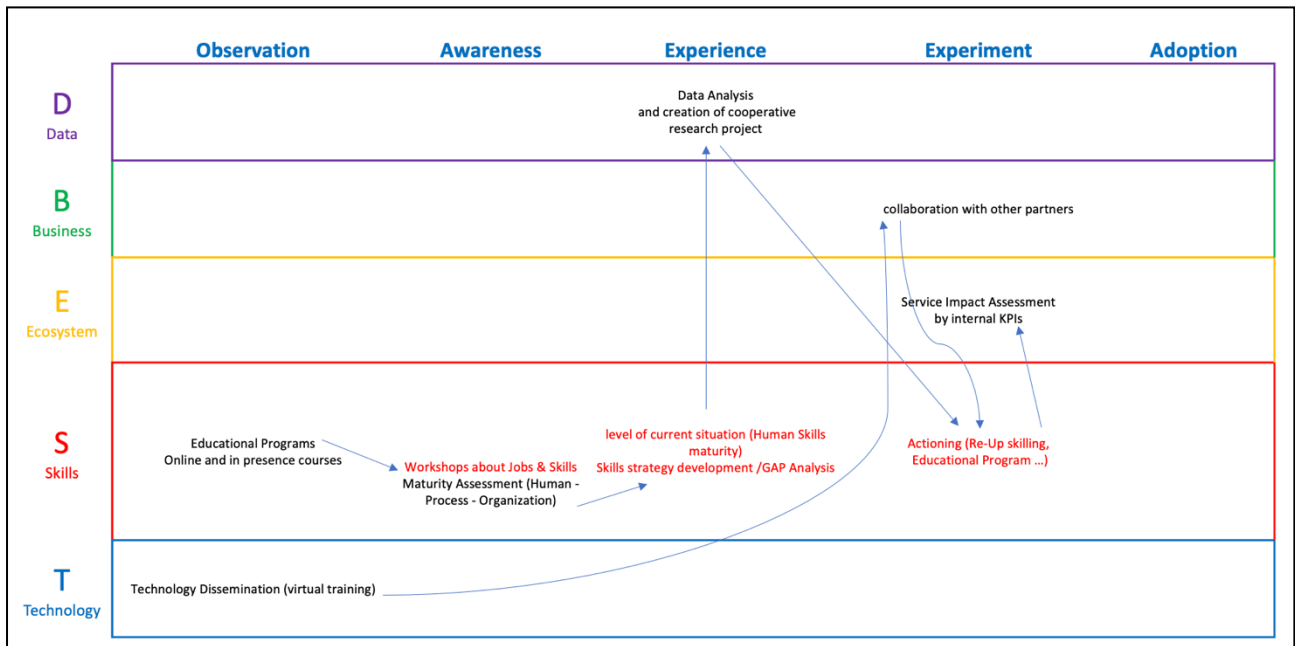 Observation Awareness Experience Experiment Adoption
D
Data
Data Analysis
and creation of cooperative
research project
B
Business
collaboration with other partners
E
Ecosystem
Service Impact Assessment
by internal KPIs
S
Skills
Educational Programs
Online and in presence courses
Workshops about Jobs & Skills
Maturity Assessment (Human -
Process - Organization)
level of current situation (Human Skills
maturity)
Skills strategy development /GAP Analysis
Actioning (Re-Up skilling,
Educational Program ...)
T
Technology
Technology Dissemination (virtual training)